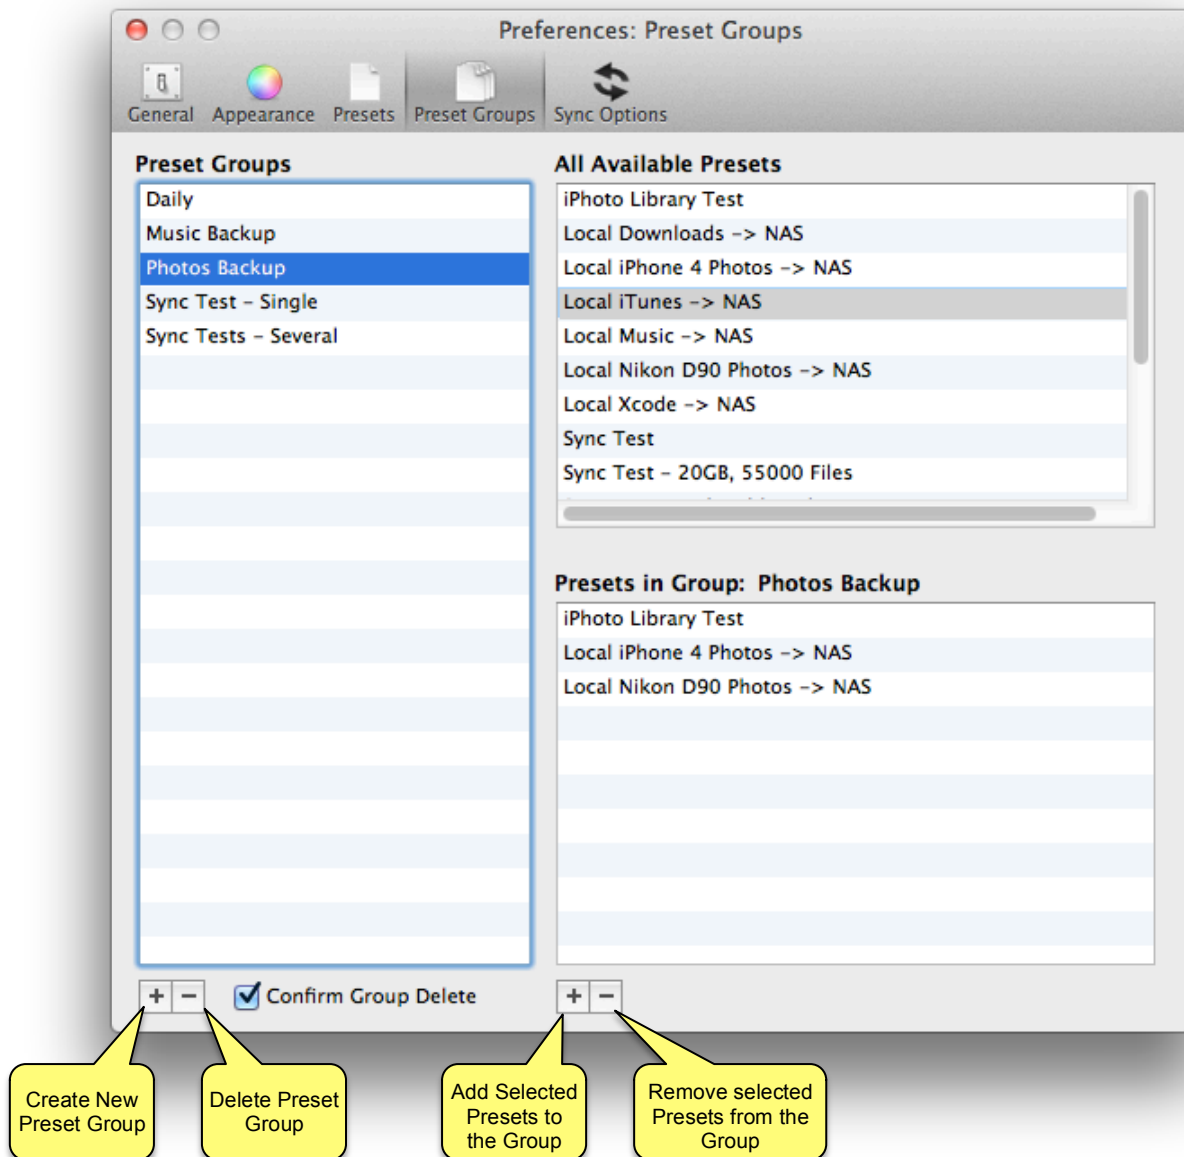 Preferences: Preset Groups
General Appearance Presets Preset Groups Sync Options
Preset Groups
Daily
Music Backup
Photos Backup
Sync Test – Single
Sync Tests – Several
All Available Presets
iPhoto Library Test
Local Downloads –> NAS
Local iPhone 4 Photos –> NAS
Local iTunes –> NAS
Local Music –> NAS
Local Nikon D90 Photos –> NAS
Local Xcode –> NAS
Sync Test
Sync Test – 20GB, 55000 Files
Presets in Group: Photos Backup
iPhoto Library Test
Local iPhone 4 Photos –> NAS
Local Nikon D90 Photos –> NAS
Confirm Group Delete
Create New
Preset Group
Delete Preset
Group
Add Selected
Presets to
the Group
Remove selected
Presets from the
Group